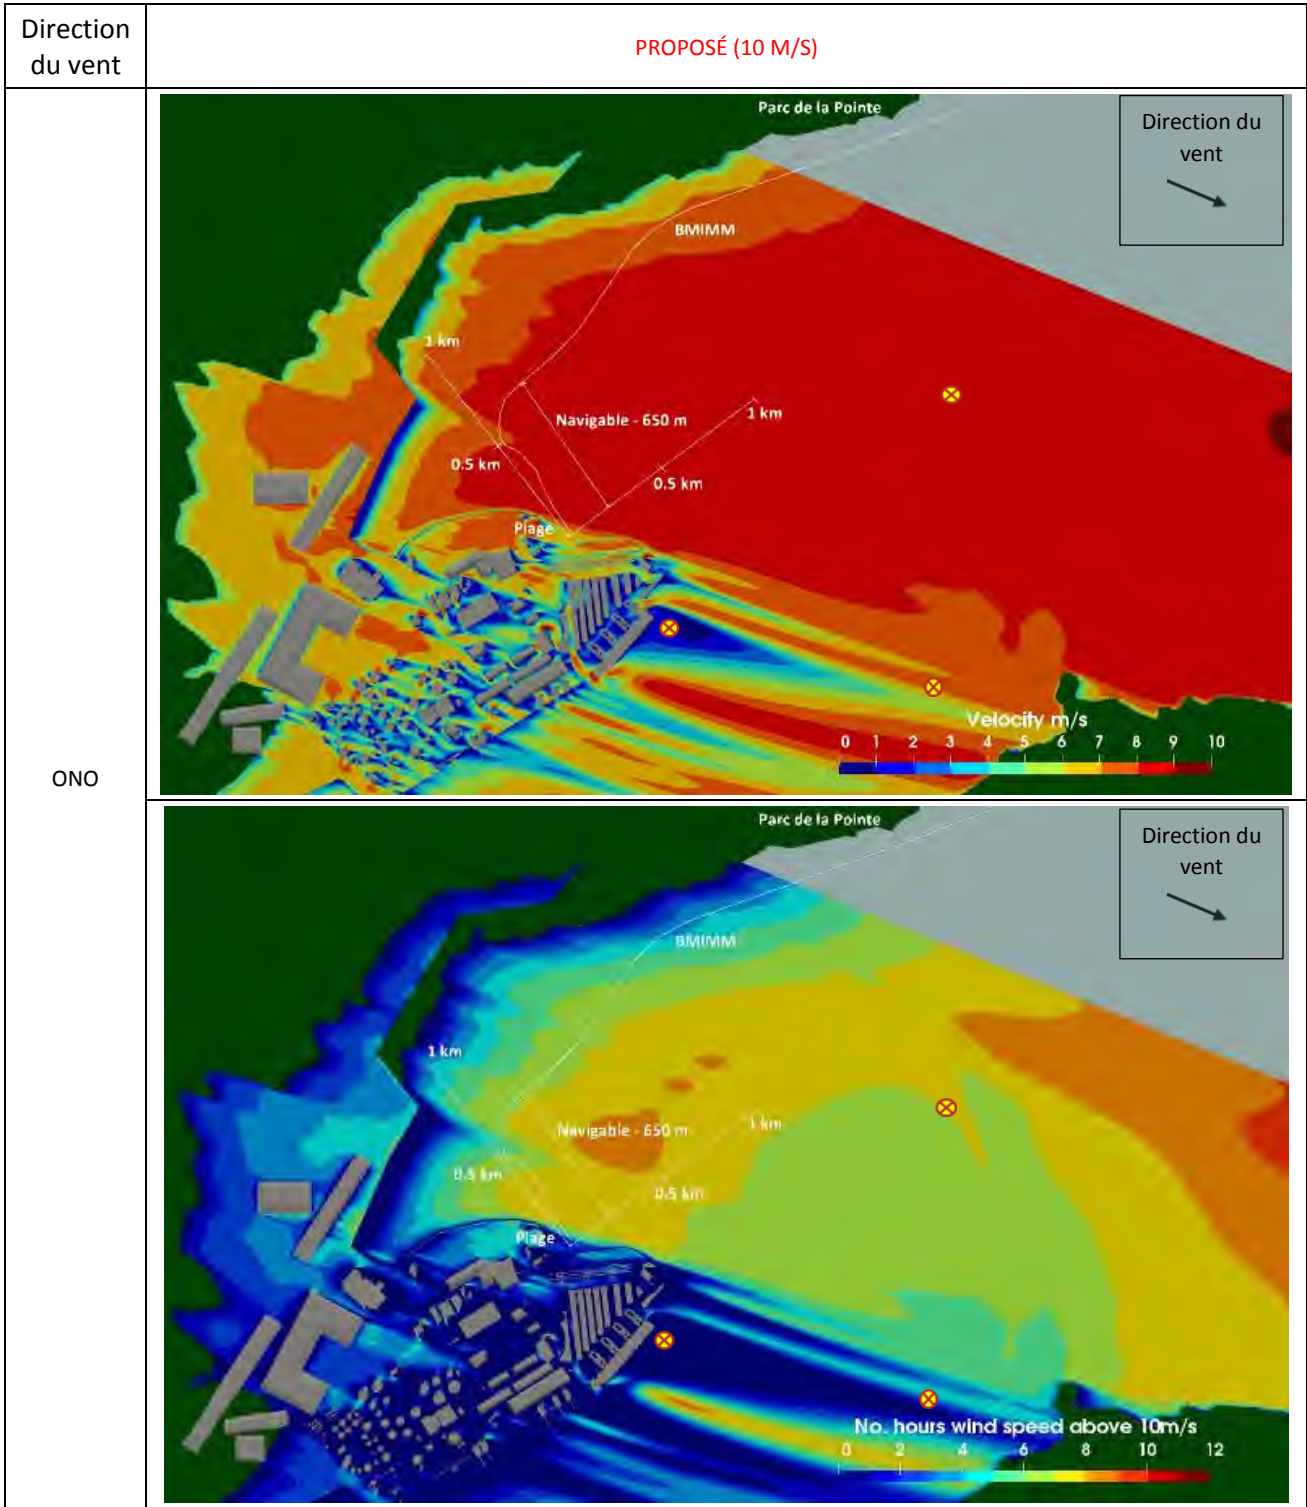 Direction
du vent
PROPOSÉ (10 M/S)
ONO
Parc de la Pointe
Direction du
vent
BMIMM
1 km
Navigable - 650 m
1 km
0.5 km
0.5 km
Plage
Velocity m/s
0 1 2 3 4 5 6 7 8 9 10
Parc de la Pointe
Direction du
vent
BMIMM
1 km
Navigable - 650 m
1 km
0.5 km
0.5 km
Plage
No. hours wind speed above 10m/s
0 2 4 6 8 10 12